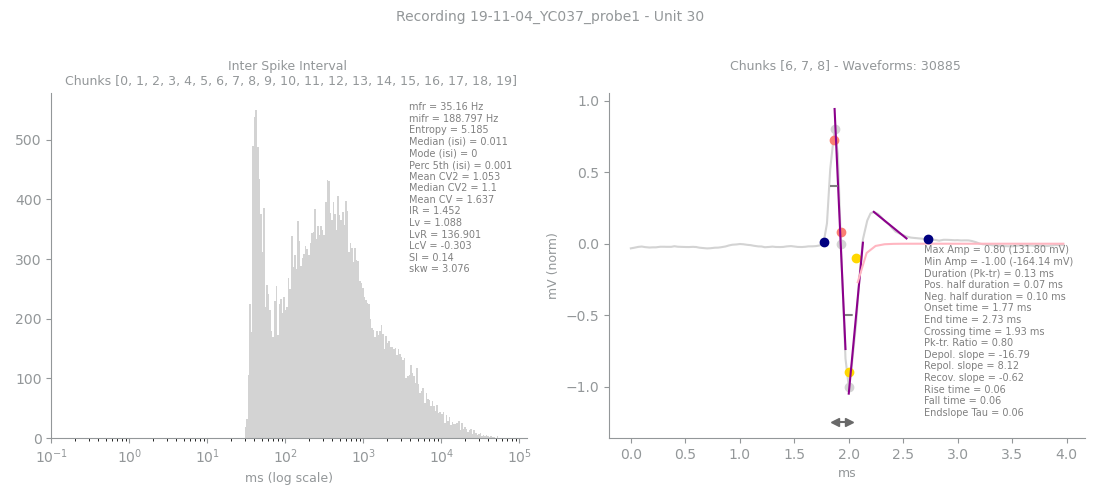 Recording 19-11-04_YC037_probe1 - Unit 30
Inter Spike Interval
Chunks [0, 1, 2, 3, 4, 5, 6, 7, 8, 9, 10, 11, 12, 13, 14, 15, 16, 17, 18, 19]
mfr = 35.16 Hz
mifr = 188.797 Hz
Entropy = 5.185
Median (isi) = 0.011
Mode (isi) = 0
Perc 5th (isi) = 0.001
Mean CV2 = 1.053
Median CV2 = 1.1
Mean CV = 1.637
IR = 1.452
Lv = 1.088
LvR = 136.901
LcV = -0.303
SI = 0.14
skw = 3.076
500
400
300
200
100
0
10⁻¹ 10⁰ 10¹ 10² 10³ 10⁴ 10⁵
ms (log scale)
Chunks [6, 7, 8] - Waveforms: 30885
mV (norm)
1.0
0.5
0.0
−0.5
−1.0
Max Amp = 0.80 (131.80 mV)
Min Amp = -1.00 (-164.14 mV)
Duration (Pk-tr) = 0.13 ms
Pos. half duration = 0.07 ms
Neg. half duration = 0.10 ms
Onset time = 1.77 ms
End time = 2.73 ms
Crossing time = 1.93 ms
Pk-tr. Ratio = 0.80
Depol. slope = -16.79
Repol. slope = 8.12
Recov. slope = -0.62
Rise time = 0.06
Fall time = 0.06
Endslope Tau = 0.06
0.0 0.5 1.0 1.5 2.0 2.5 3.0 3.5 4.0
ms